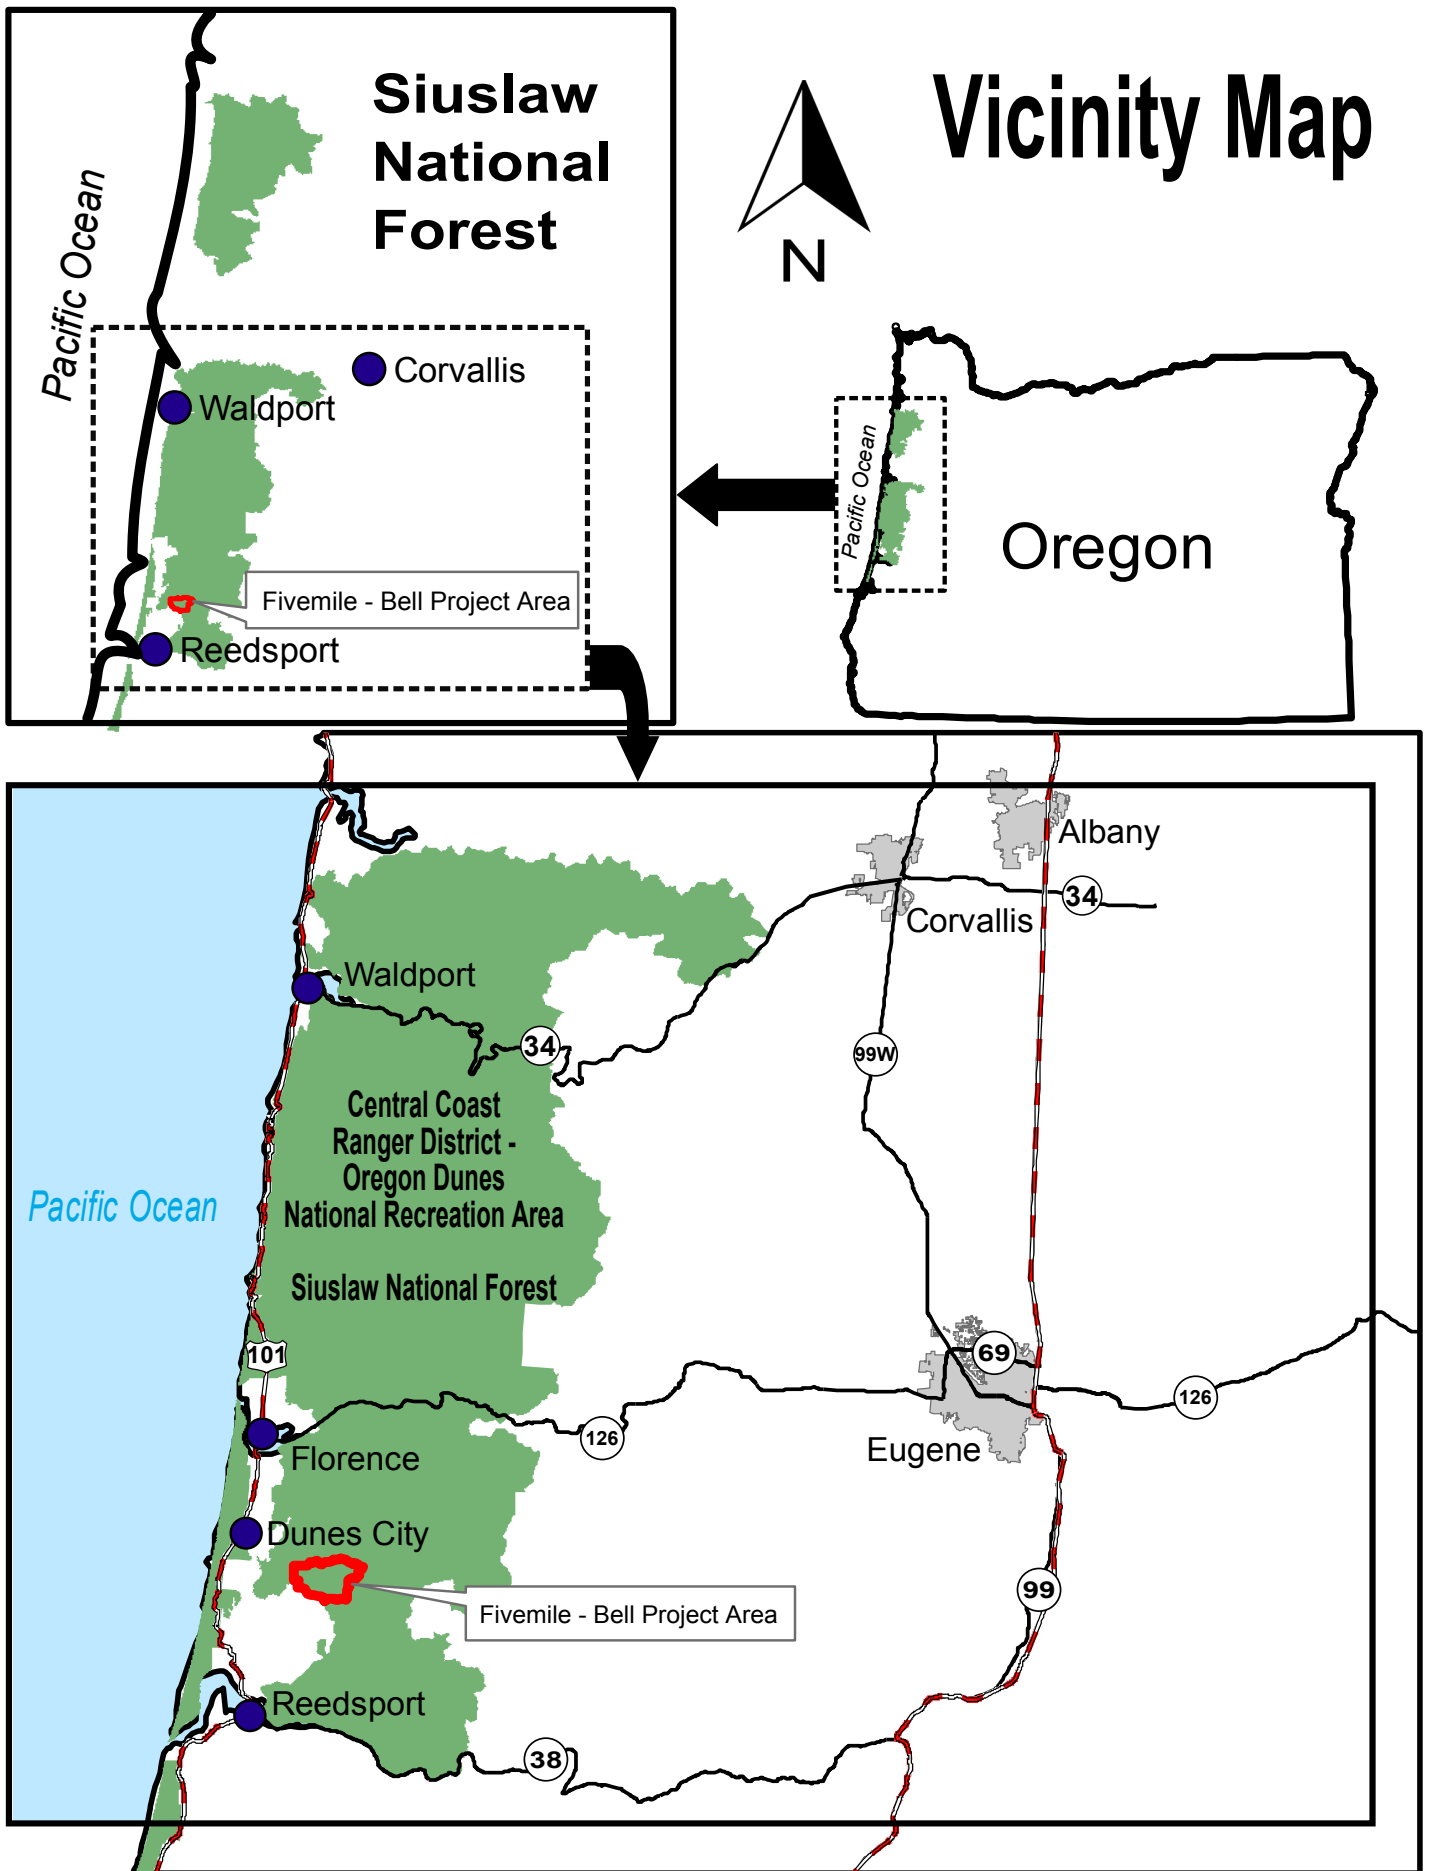 Vicinity Map
Siuslaw
National
Forest
N
Pacific Ocean
Corvallis
Waldport
Fivemile - Bell Project Area
Reedsport
Pacific Ocean
Oregon
Albany
34
Corvallis
Waldport
34
99W
Central Coast
Ranger District -
Oregon Dunes
National Recreation Area
Siuslaw National Forest
Pacific Ocean
101
69
126
126
Eugene
Florence
Dunes City
99
Fivemile - Bell Project Area
Reedsport
38